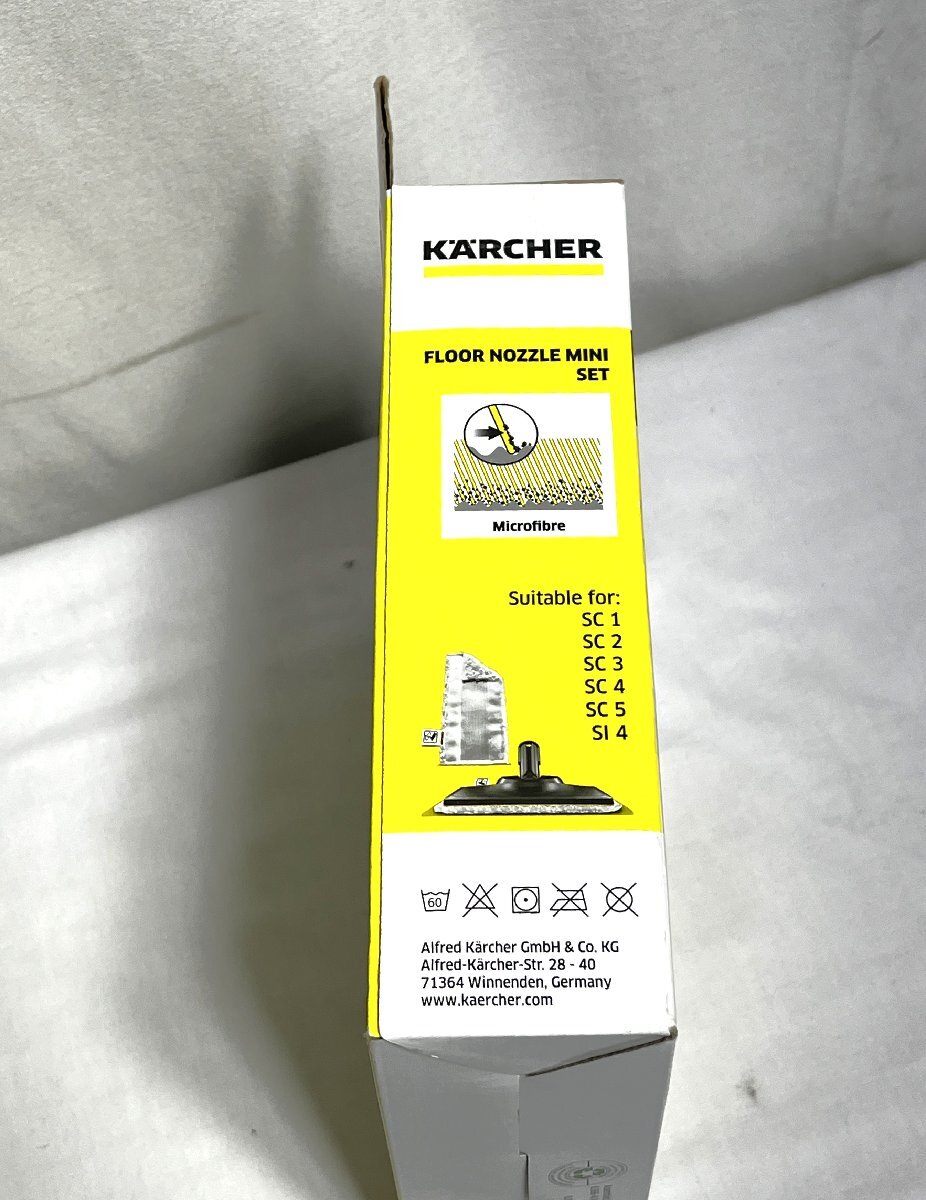 KÄRCHER
FLOOR NOZZLE MINI
SET
Microfibre
Suitable for:
SC 1
SC 2
SC 3
SC 4
SC 5
SI 4
60
Alfred Kärcher GmbH & Co. KG
Alfred-Kärcher-Str. 28 - 40
71364 Winnenden, Germany
www.kaercher.com